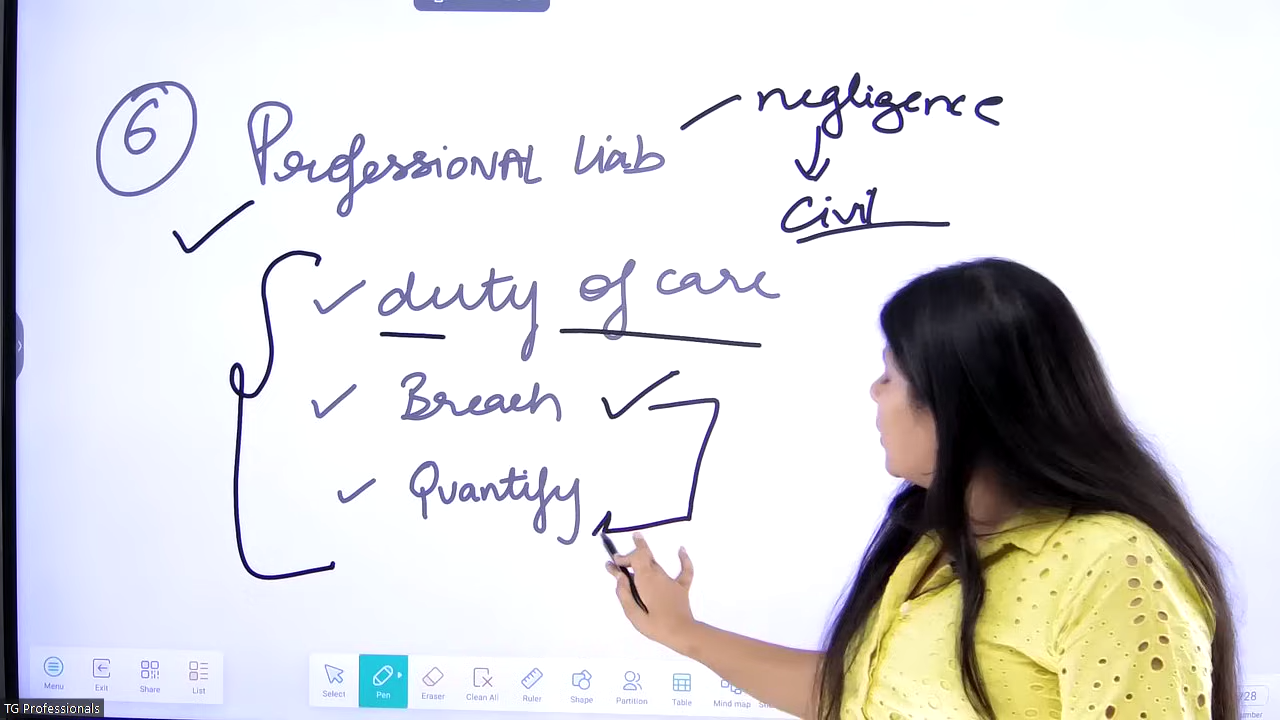 6 Professional Liab negligence
Civil
duty of care
Breach
Quantify
Menu Exit Share List Select Pen Eraser Clean All Ruler Shape Partition Table Mind map
28
TG Professionals